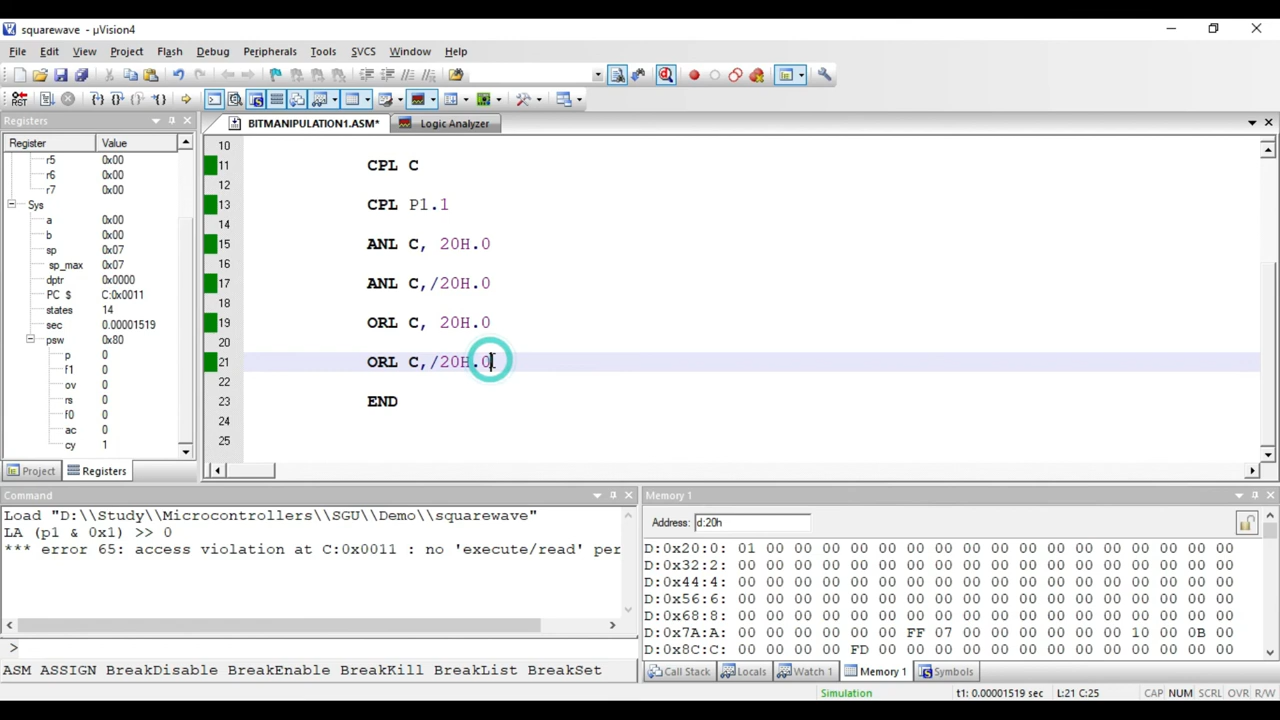 squarewave - µVision4
File Edit View Project Flash Debug Peripherals Tools SVCS Window Help
RST
Registers
BITMANIPULATION1.ASM*
Logic Analyzer
Register Value
r5 0x00
r6 0x00
r7 0x00
Sys
a 0x00
b 0x00
sp 0x07
sp_max 0x07
dptr 0x0000
PC $ C:0x0011
states 14
sec 0.00001519
psw 0x80
p 0
f1 0
ov 0
rs 0
f0 0
ac 0
cy 1
Project Registers
10
11 CPL C
12
13 CPL P1.1
14
15 ANL C, 20H.0
16
17 ANL C,/20H.0
18
19 ORL C, 20H.0
20
21 ORL C,/20H.0
22
23 END
24
25
Command
Load "D:\\Study\\Microcontrollers\\SGU\\Demo\\squarewave"
LA (p1 & 0x1) >> 0
*** error 65: access violation at C:0x0011 : no 'execute/read' per
>
ASM ASSIGN BreakDisable BreakEnable BreakKill BreakList BreakSet
Memory 1
Address: d:20h
D:0x20:0: 01 00 00 00 00 00 00 00 00 00 00 00 00 00 00 00 00 00
D:0x32:2: 00 00 00 00 00 00 00 00 00 00 00 00 00 00 00 00 00 00
D:0x44:4: 00 00 00 00 00 00 00 00 00 00 00 00 00 00 00 00 00 00
D:0x56:6: 00 00 00 00 00 00 00 00 00 00 00 00 00 00 00 00 00 00
D:0x68:8: 00 00 00 00 00 00 00 00 00 00 00 00 00 00 00 00 00 00
D:0x7A:A: 00 00 00 00 00 00 FF 07 00 00 00 00 00 00 10 00 0B 00
D:0x8C:C: 00 00 00 00 FD 00 00 00 00 00 00 00 00 00 00 00 00 00
Call Stack Locals Watch 1 Memory 1 Symbols
Simulation t1: 0.00001519 sec L:21 C:25 CAP NUM SCRL OVR R/W